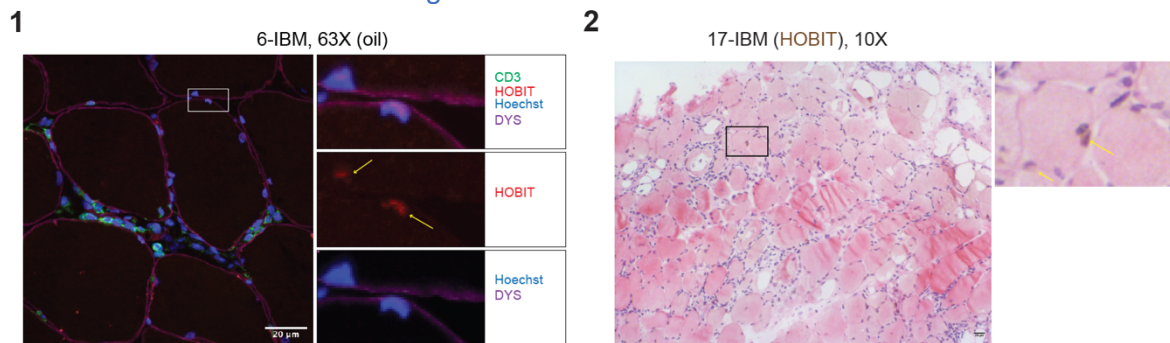 1
6-IBM, 63X (oil)
CD3
HOBIT
Hoechst
DYS
HOBIT
Hoechst
DYS
20 μm
2
17-IBM (HOBIT), 10X